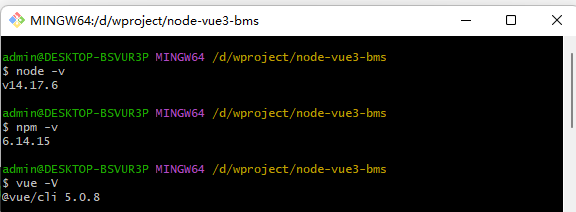 MINGW64:/d/wproject/node-vue3-bms
admin@DESKTOP-BSVUR3P MINGW64 /d/wproject/node-vue3-bms
$ node -v
v14.17.6
admin@DESKTOP-BSVUR3P MINGW64 /d/wproject/node-vue3-bms
$ npm -v
6.14.15
admin@DESKTOP-BSVUR3P MINGW64 /d/wproject/node-vue3-bms
$ vue -V
@vue/cli 5.0.8